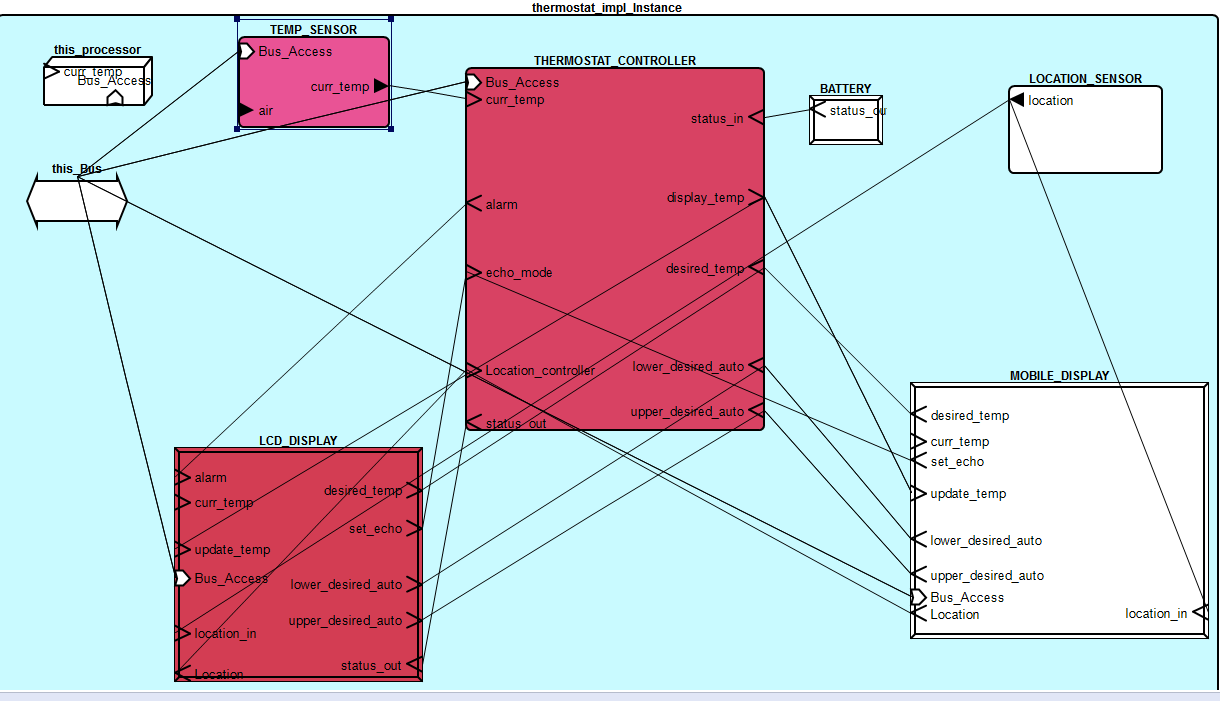 thermostat_impl_Instance
this_processor
curr_temp
Bus_Access
TEMP_SENSOR
Bus_Access
curr_temp
air
this_Bus
THERMOSTAT_CONTROLLER
Bus_Access
curr_temp
status_in
alarm
display_temp
echo_mode
desired_temp
Location_controller
lower_desired_auto
upper_desired_auto
status_out
BATTERY
status_ou
LOCATION_SENSOR
location
LCD_DISPLAY
alarm
desired_temp
curr_temp
set_echo
update_temp
Bus_Access
lower_desired_auto
upper_desired_auto
location_in
status_out
Location
MOBILE_DISPLAY
desired_temp
curr_temp
set_echo
update_temp
lower_desired_auto
upper_desired_auto
Bus_Access
Location
location_in